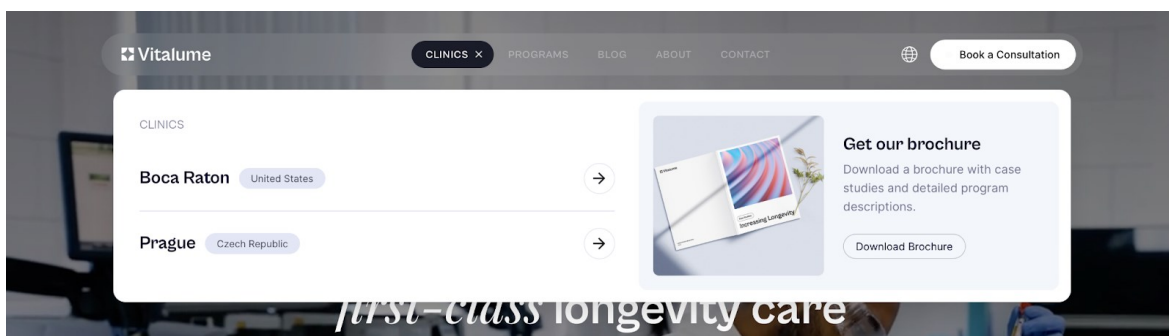 Vitalume
CLINICS ×
PROGRAMS
BLOG
ABOUT
CONTACT
Book a Consultation
CLINICS
Boca Raton
United States
Prague
Czech Republic
Increasing Longevity
Get our brochure
Download a brochure with case
studies and detailed program
descriptions.
Download Brochure
first-class longevity care